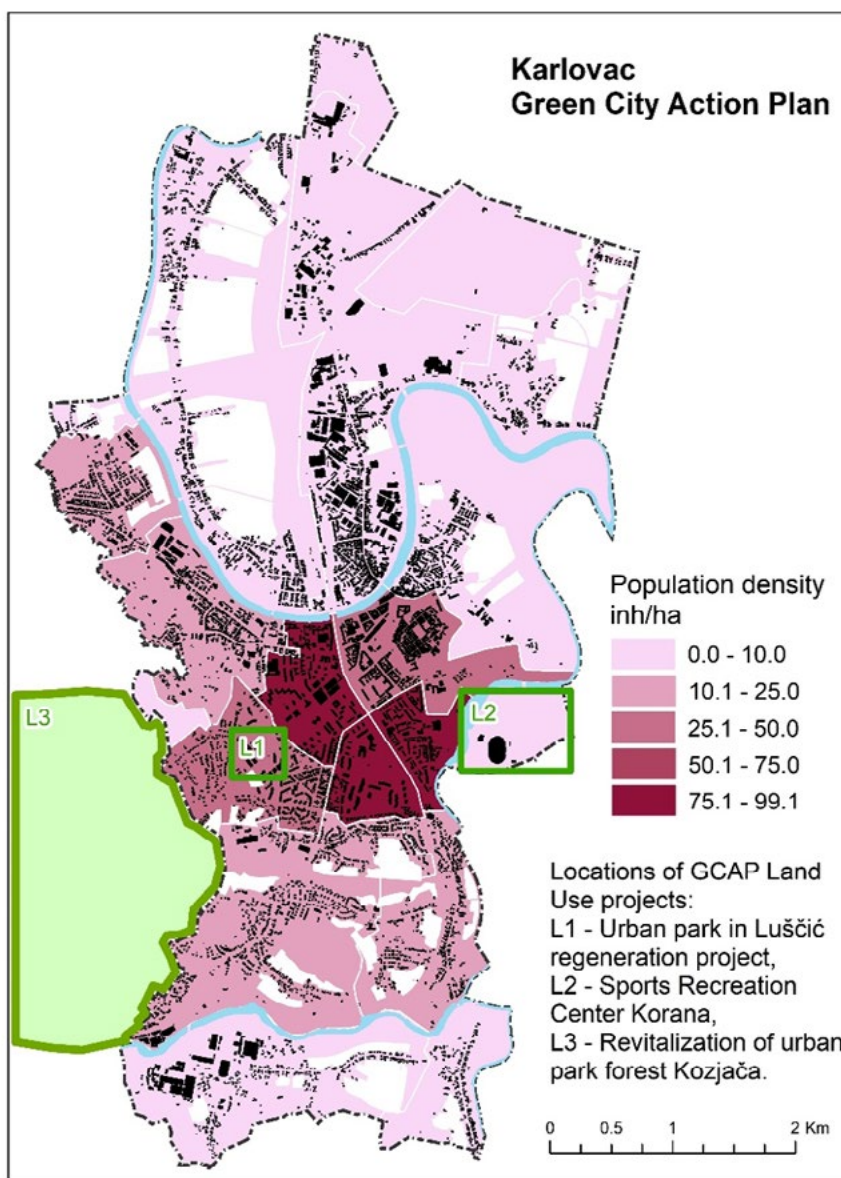 Karlovac
Green City Action Plan
L3
L1
L2
Population density
inh/ha
0.0 - 10.0
10.1 - 25.0
25.1 - 50.0
50.1 - 75.0
75.1 - 99.1
Locations of GCAP Land
Use projects:
L1 - Urban park in Luščić
regeneration project,
L2 - Sports Recreation
Center Korana,
L3 - Revitalization of urban
park forest Kozjača.
0 0.5 1 2 Km